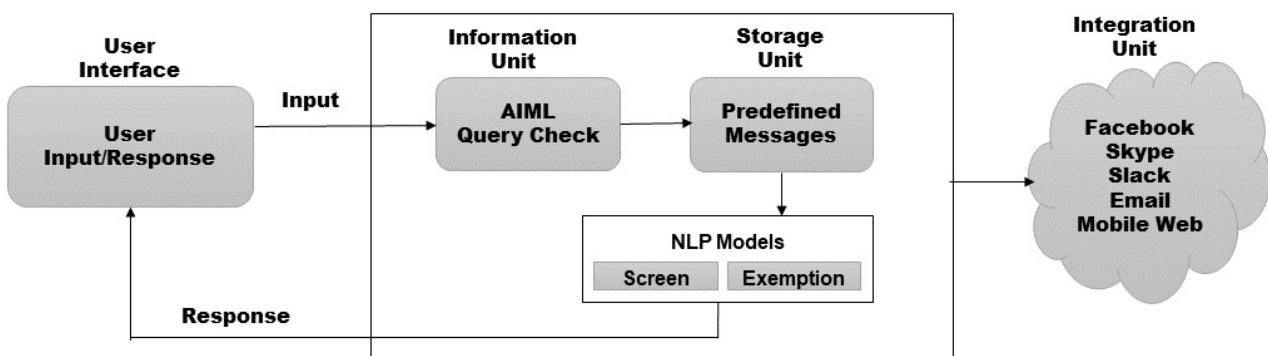 User
Interface
User
Input/Response
Input
Information
Unit
AIML
Query Check
Storage
Unit
Predefined
Messages
NLP Models
Screen
Exemption
Response
Integration
Unit
Facebook
Skype
Slack
Email
Mobile Web